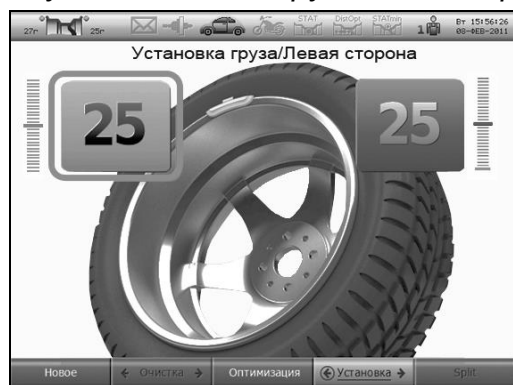 27г 25г STAT DistOpt STATmin 1 Вт 15:56:26
08-ФЕВ-2011
Установка груза/Левая сторона
25 25
Новое Очистка Оптимизация Установка Split